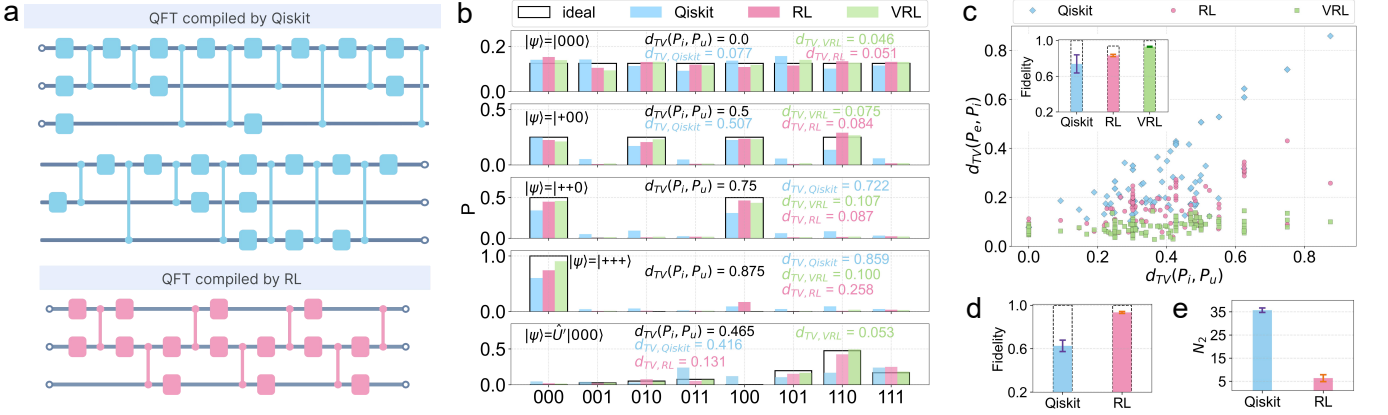 a
QFT compiled by Qiskit
QFT compiled by RL
b
ideal Qiskit RL VRL
P
0.2
0.0
|ψ⟩=|000⟩
d_TV(P_i, P_u) = 0.0
d_TV,Qiskit = 0.077
d_TV,VRL = 0.046
d_TV,RL = 0.051
0.5
0.0
|ψ⟩=|+00⟩
d_TV(P_i, P_u) = 0.5
d_TV,Qiskit = 0.507
d_TV,VRL = 0.075
d_TV,RL = 0.084
0.5
0.0
|ψ⟩=|++0⟩
d_TV(P_i, P_u) = 0.75
d_TV,Qiskit = 0.722
d_TV,VRL = 0.107
d_TV,RL = 0.087
1.0
0.0
|ψ⟩=|+++⟩
d_TV(P_i, P_u) = 0.875
d_TV,Qiskit = 0.859
d_TV,VRL = 0.100
d_TV,RL = 0.258
0.5
0.0
|ψ⟩=Û′|000⟩
d_TV(P_i, P_u) = 0.465
d_TV,Qiskit = 0.416
d_TV,RL = 0.131
d_TV,VRL = 0.053
000 001 010 011 100 101 110 111
c
Qiskit RL VRL
d_TV(P_e, P_i)
0.8
0.6
0.4
0.2
0.0
0.0 0.2 0.4 0.6 0.8
d_TV(P_i, P_u)
Fidelity
1.0
0.6
0.2
Qiskit RL VRL
d
Fidelity
1.0
0.6
0.2
Qiskit RL
e
N_2
35
25
15
5
Qiskit RL